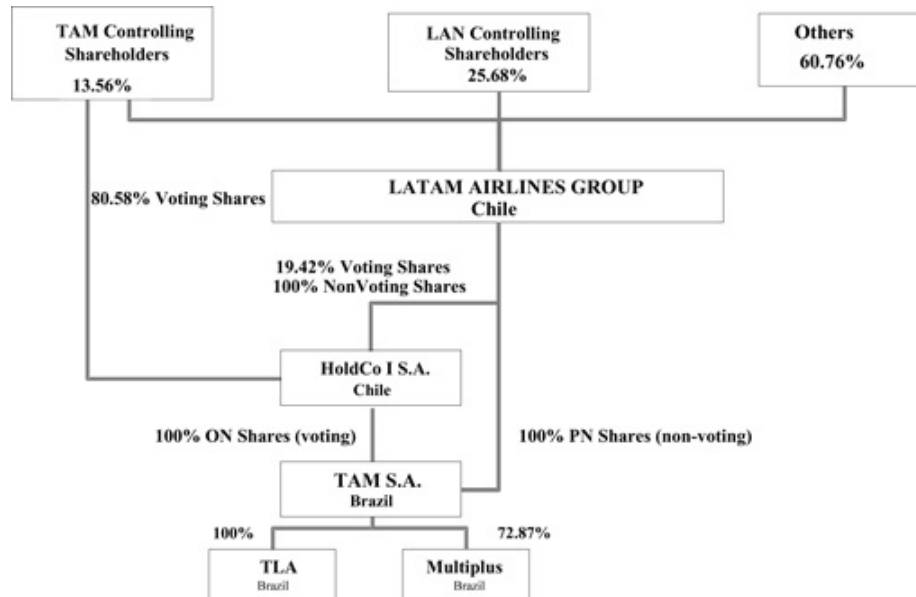 TAM Controlling
Shareholders
13.56%
LAN Controlling
Shareholders
25.68%
Others
60.76%
80.58% Voting Shares
LATAM AIRLINES GROUP
Chile
19.42% Voting Shares
100% NonVoting Shares
HoldCo I S.A.
Chile
100% ON Shares (voting)
100% PN Shares (non-voting)
TAM S.A.
Brazil
100%
72.87%
TLA
Brazil
Multiplus
Brazil